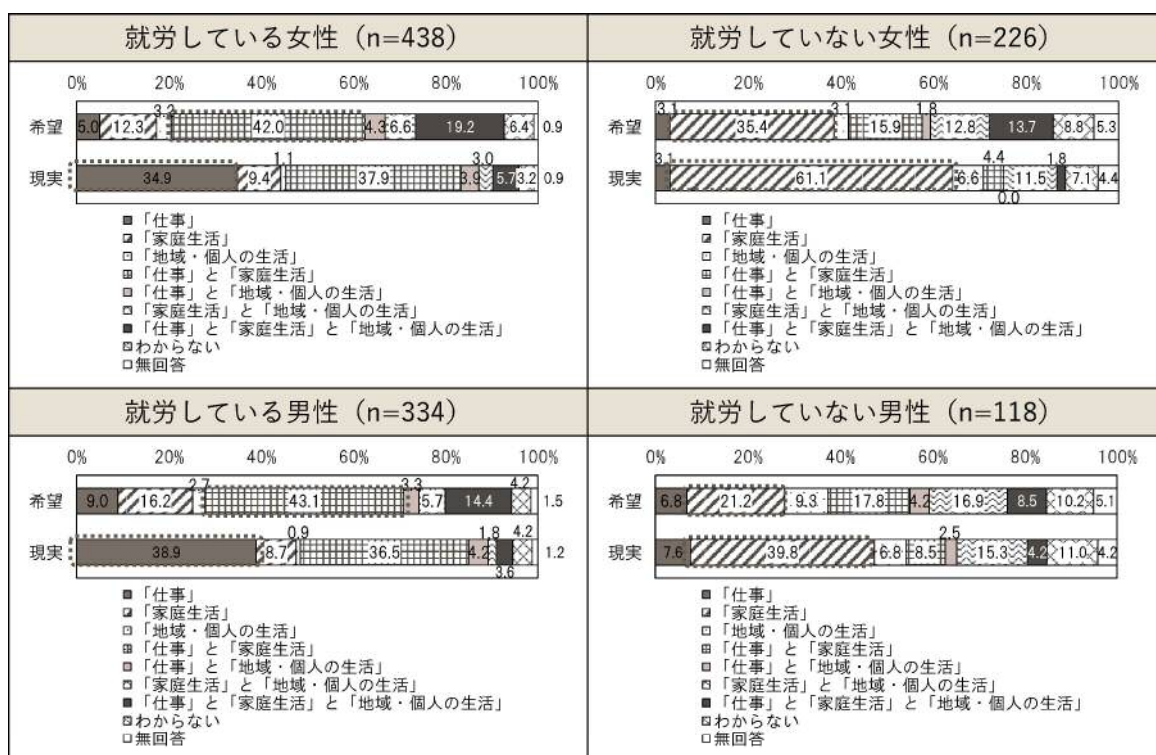 就労している女性（n=438）
0% 20% 40% 60% 80% 100%
3.2
希望 5.0 12.3 42.0 4.3 6.6 19.2 6.4 0.9
1.1 3.0
現実 34.9 9.4 37.9 3.9 5.7 3.2 0.9
■「仕事」
「家庭生活」
「地域・個人の生活」
「仕事」と「家庭生活」
「仕事」と「地域・個人の生活」
「家庭生活」と「地域・個人の生活」
■「仕事」と「家庭生活」と「地域・個人の生活」
わからない
□無回答
就労していない女性（n=226）
0% 20% 40% 60% 80% 100%
3.1 3.1 1.8
希望 35.4 15.9 12.8 13.7 8.8 5.3
3.1 4.4 1.8
現実 61.1 6.6 11.5 7.1 4.4
0.0
■「仕事」
「家庭生活」
「地域・個人の生活」
「仕事」と「家庭生活」
「仕事」と「地域・個人の生活」
「家庭生活」と「地域・個人の生活」
■「仕事」と「家庭生活」と「地域・個人の生活」
わからない
□無回答
就労している男性（n=334）
0% 20% 40% 60% 80% 100%
2.7 3.3 4.2
希望 9.0 16.2 43.1 5.7 14.4 1.5
0.9 1.8 4.2
現実 38.9 8.7 36.5 4.2 1.2
3.6
■「仕事」
「家庭生活」
「地域・個人の生活」
「仕事」と「家庭生活」
「仕事」と「地域・個人の生活」
「家庭生活」と「地域・個人の生活」
■「仕事」と「家庭生活」と「地域・個人の生活」
わからない
□無回答
就労していない男性（n=118）
0% 20% 40% 60% 80% 100%
希望 6.8 21.2 9.3 17.8 4.2 16.9 8.5 10.2 5.1
2.5
現実 7.6 39.8 6.8 8.5 15.3 4.2 11.0 4.2
■「仕事」
「家庭生活」
「地域・個人の生活」
「仕事」と「家庭生活」
「仕事」と「地域・個人の生活」
「家庭生活」と「地域・個人の生活」
■「仕事」と「家庭生活」と「地域・個人の生活」
わからない
□無回答